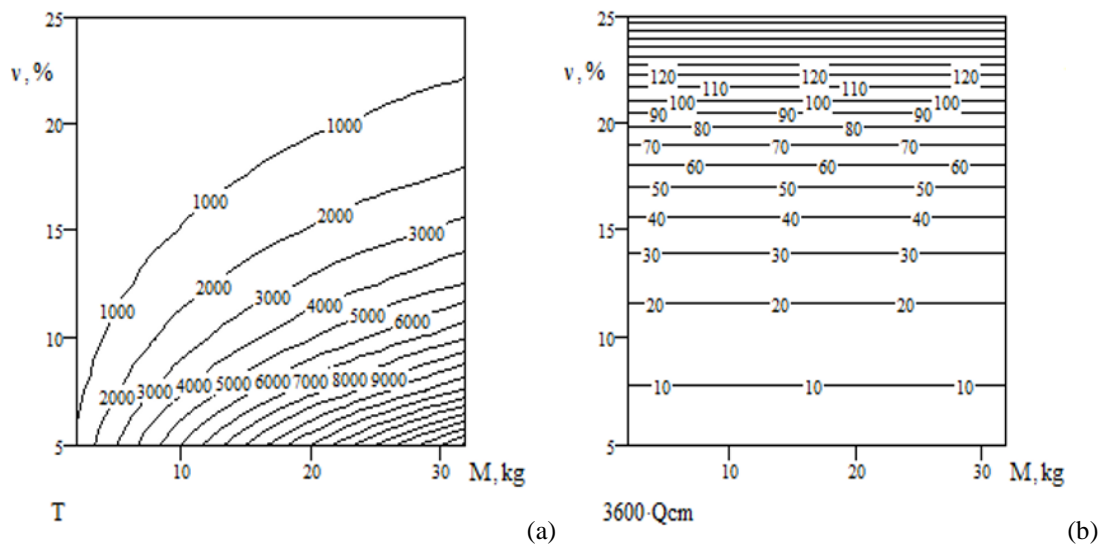 25
ν, %
20
1000
1000
15
2000
3000
2000
3000
1000
4000
5000
6000
10
2000 3000 4000 5000 6000 7000 8000 9000
5
10 20 30 M, kg
T
(a)
25
ν, %
120 120 120
110 110
100 100 100
20
90 90 90
80 80
70 70 70
60 60 60
50 50 50
40 40 40
15
30 30 30
20 20 20
10
10 10 10
5
10 20 30 M, kg
3600·Qcm
(b)